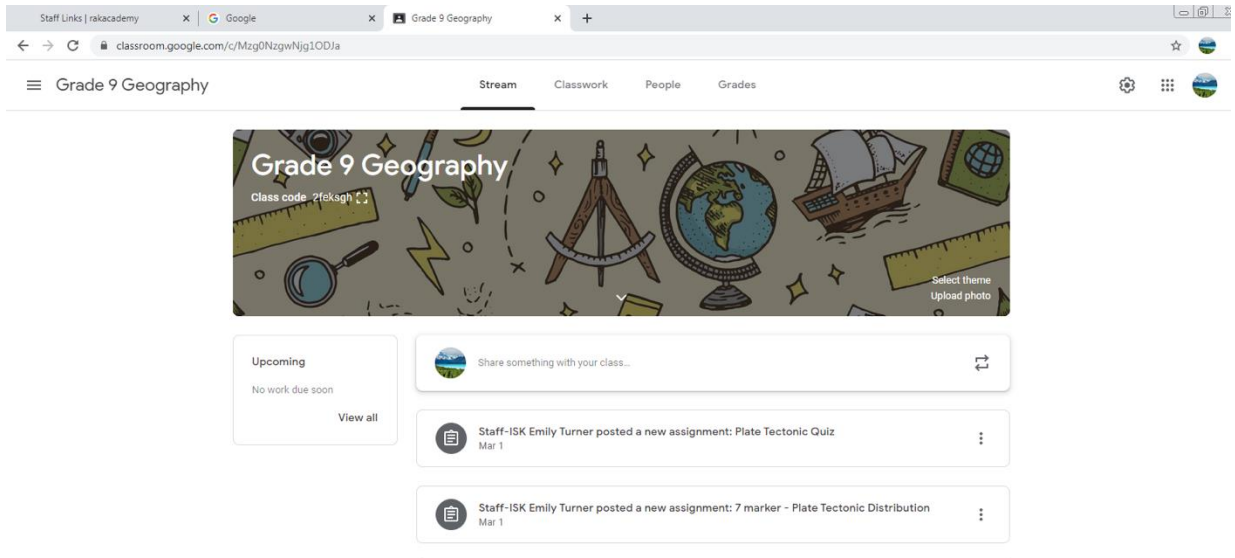 Staff Links | rakacademy
Google
Grade 9 Geography
classroom.google.com/c/Mzg0NzgwNjg1ODJa
Grade 9 Geography
Stream
Classwork
People
Grades
Grade 9 Geography
Class code 2feksgh
Select theme
Upload photo
Upcoming
No work due soon
View all
Share something with your class...
Staff-ISK Emily Turner posted a new assignment: Plate Tectonic Quiz
Mar 1
Staff-ISK Emily Turner posted a new assignment: 7 marker - Plate Tectonic Distribution
Mar 1